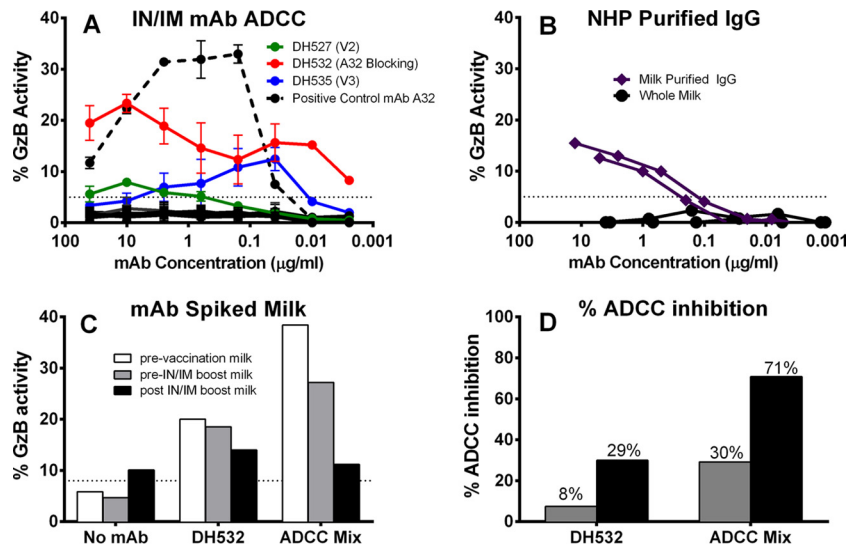 A IN/IM mAb ADCC
% GzB Activity
40
30
20
10
0
DH527 (V2)
DH532 (A32 Blocking)
DH535 (V3)
Positive Control mAb A32
100 10 1 0.1 0.01 0.001
mAb Concentration (µg/ml)
B NHP Purified IgG
% GzB Activity
40
30
20
10
0
Milk Purified IgG
Whole Milk
100 10 1 0.1 0.01 0.001
mAb Concentration (µg/ml)
C mAb Spiked Milk
% GzB activity
40
30
20
10
0
pre-vaccination milk
pre-IN/IM boost milk
post IN/IM boost milk
No mAb DH532 ADCC Mix
% ADCC inhibition D
% ADCC inhibition
100
80
60
40
20
0
8% 29% 30% 71%
DH532 ADCC Mix